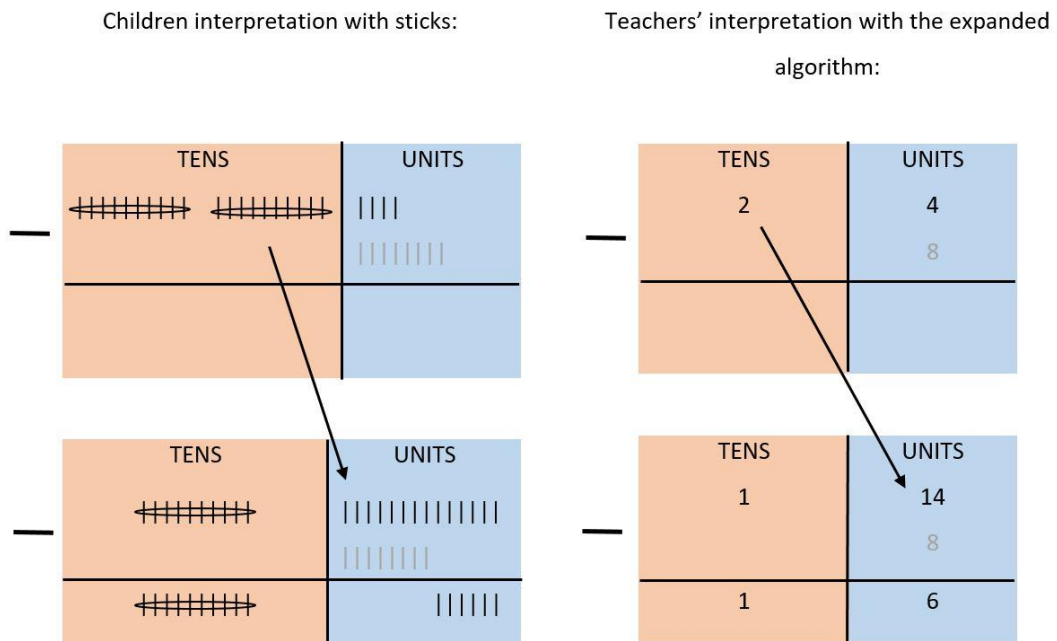 Children interpretation with sticks:
Teachers’ interpretation with the expanded
algorithm:
TENS UNITS
TENS UNITS
2 4
8
TENS UNITS
TENS UNITS
1 14
8
1 6